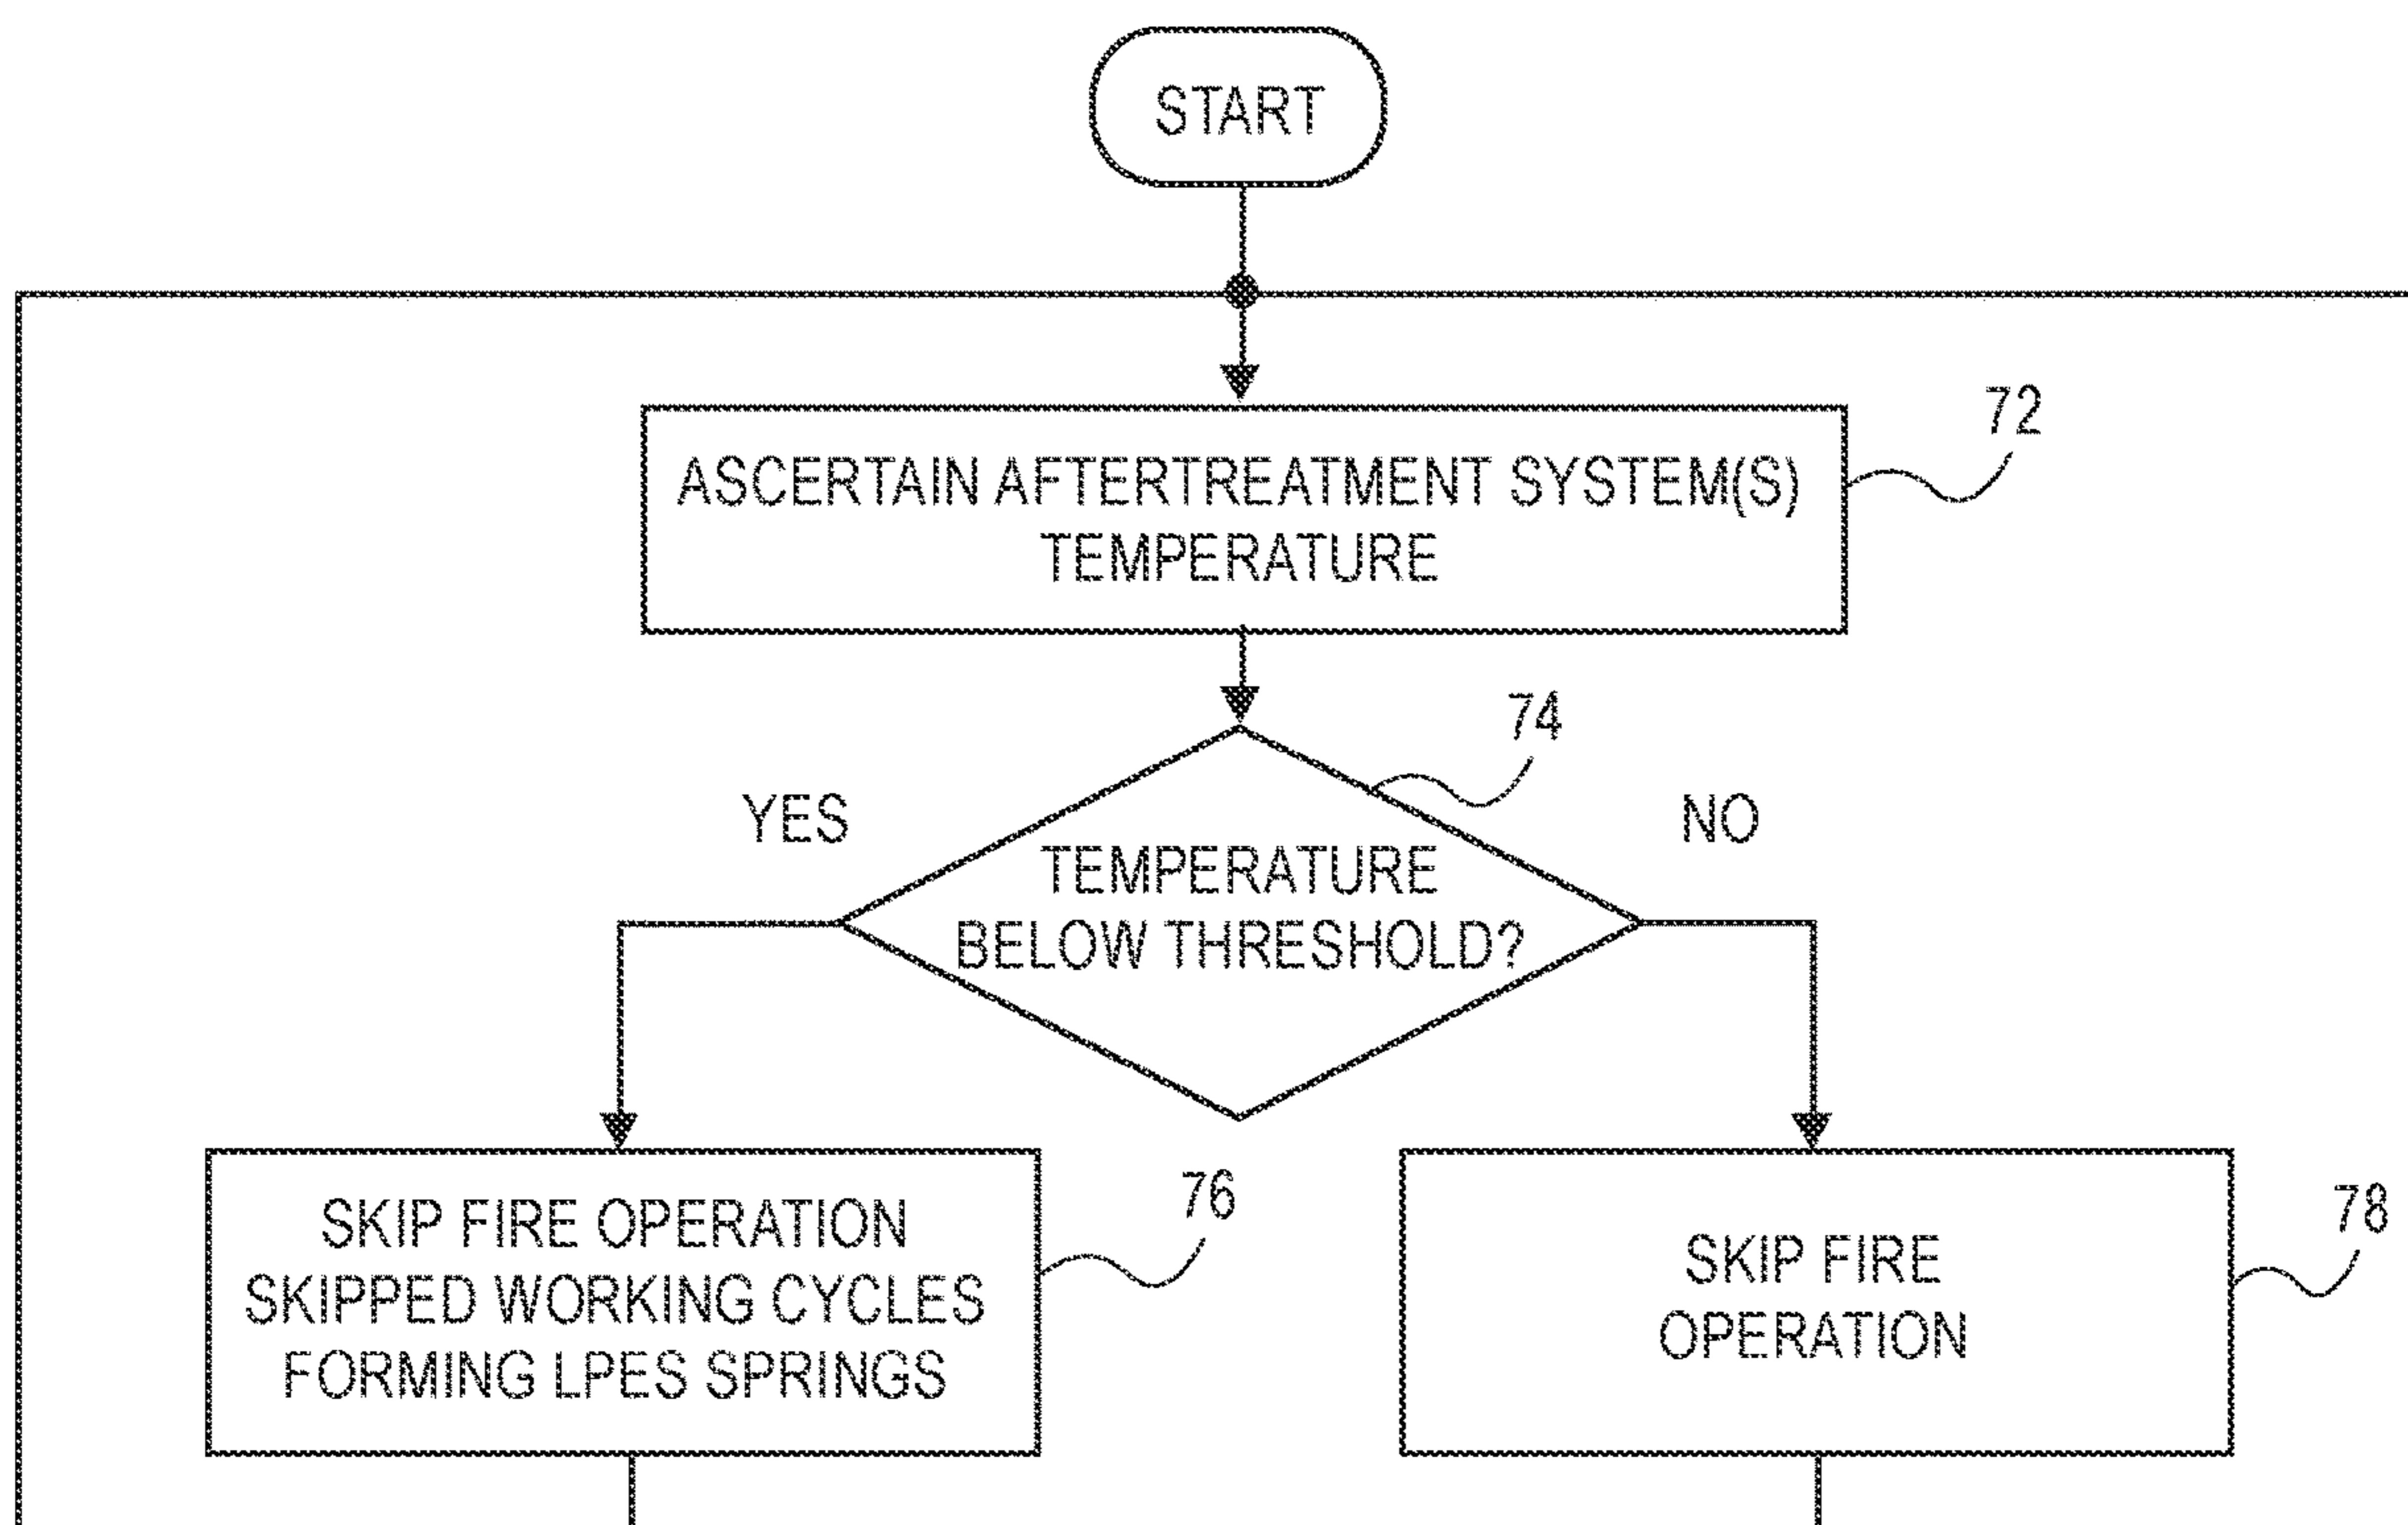 START
72
ASCERTAIN AFTERTREATMENT SYSTEM(S)
TEMPERATURE
74
YES
NO
TEMPERATURE
BELOW THRESHOLD?
76
78
SKIP FIRE OPERATION
SKIPPED WORKING CYCLES
FORMING LPES SPRINGS
SKIP FIRE
OPERATION